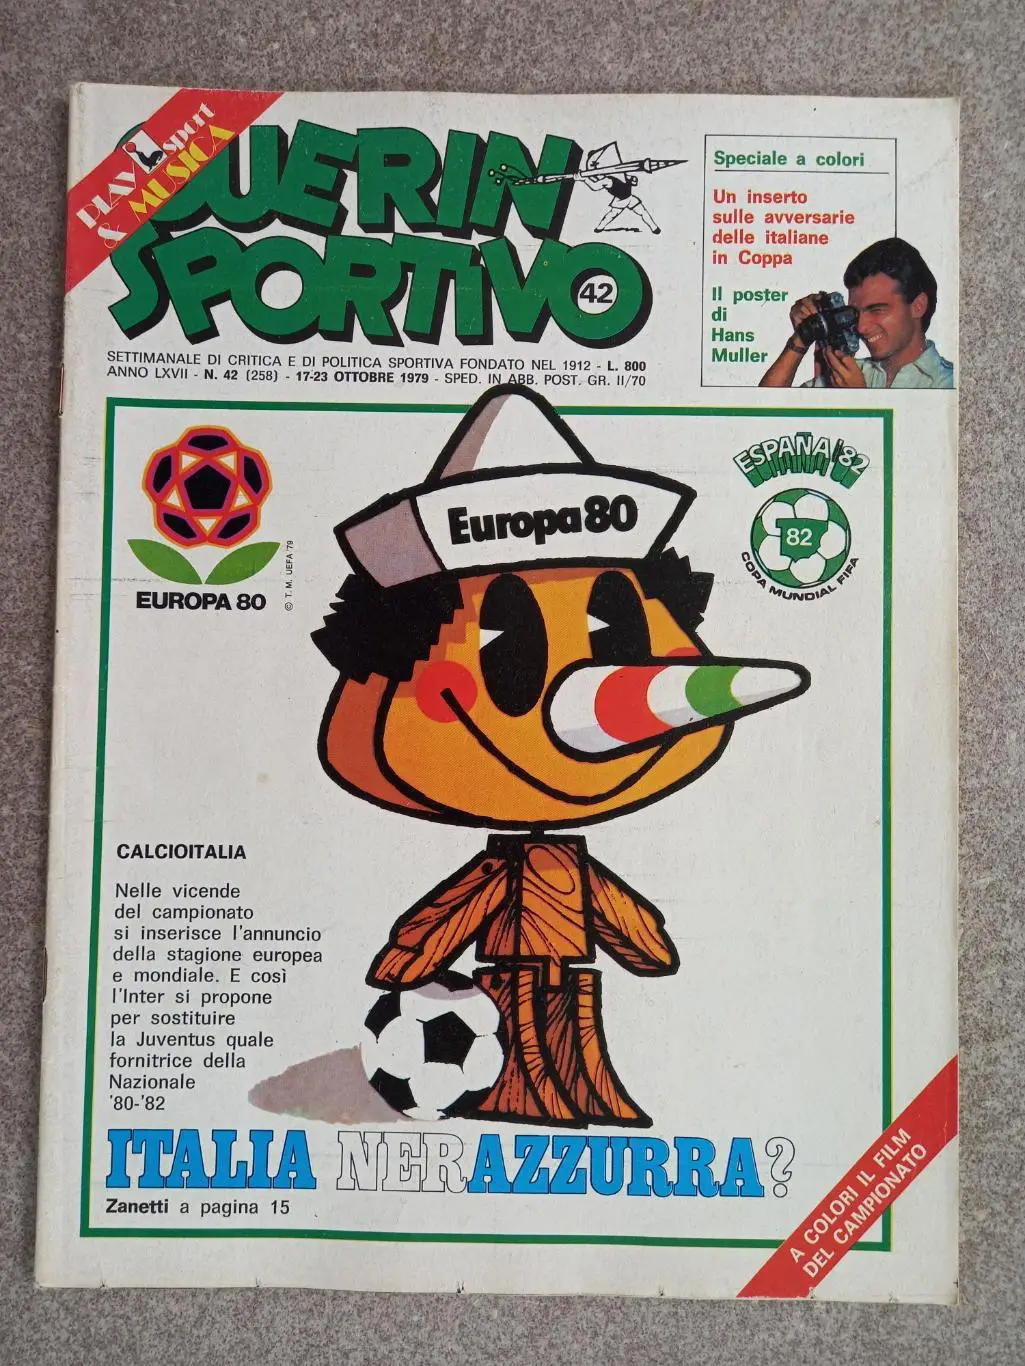 PLAY sport
& MUSICA
GUERIN
SPORTIVO
42
SETTIMANALE DI CRITICA E DI POLITICA SPORTIVA FONDATO NEL 1912 - L. 800
ANNO LXVII - N. 42 (258) - 17-23 OTTOBRE 1979 - SPED. IN ABB. POST. GR. II/70
Speciale a colori
Un inserto
sulle avversarie
delle italiane
in Coppa
Il poster
di
Hans
Muller
EUROPA 80
© T. M. UEFA '79
Europa80
ESPAÑA/82
82
COPA MUNDIAL FIFA
CALCIOITALIA
Nelle vicende
del campionato
si inserisce l'annuncio
della stagione europea
e mondiale. E così
l'Inter si propone
per sostituire
la Juventus quale
fornitrice della
Nazionale
'80-'82
ITALIA NERAZZURRA?
Zanetti a pagina 15
A COLORI IL FILM
DEL CAMPIONATO